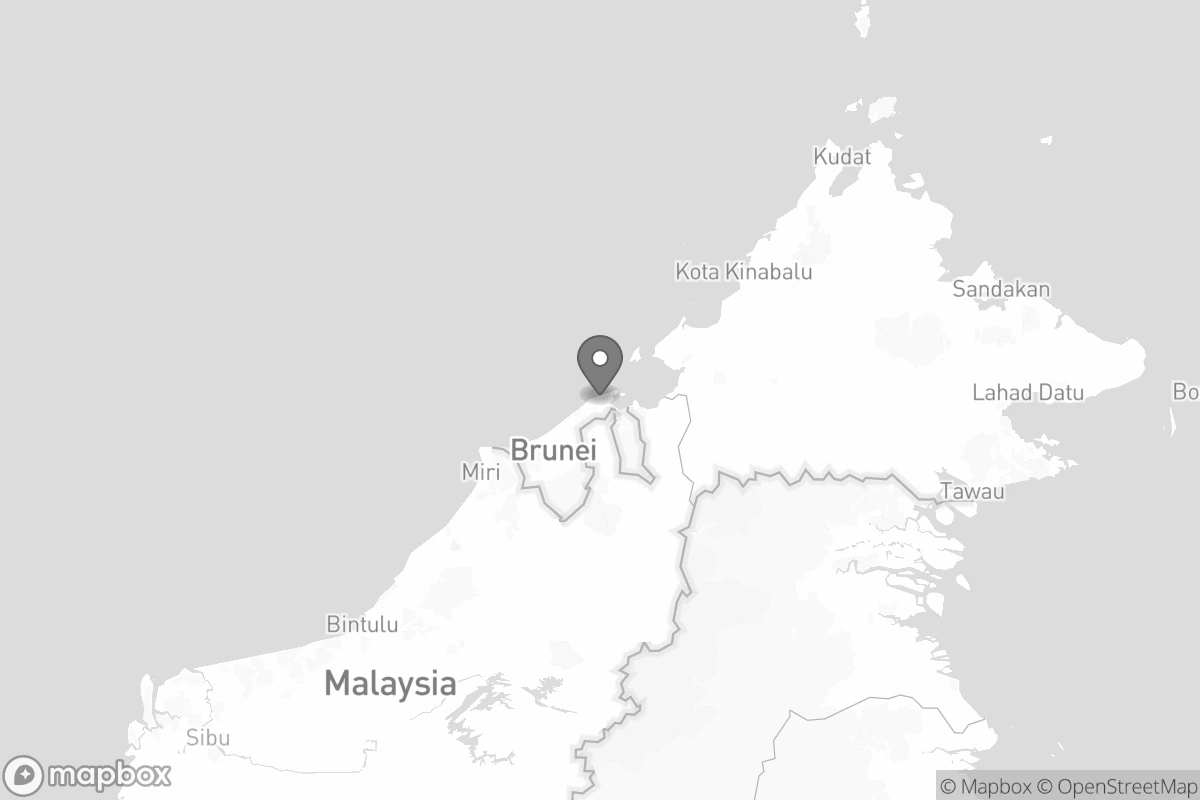 Kudat
Kota Kinabalu
Sandakan
Lahad Datu
Bo
Brunei
Miri
Tawau
Bintulu
Malaysia
Sibu
mapbox
© Mapbox © OpenStreetMap